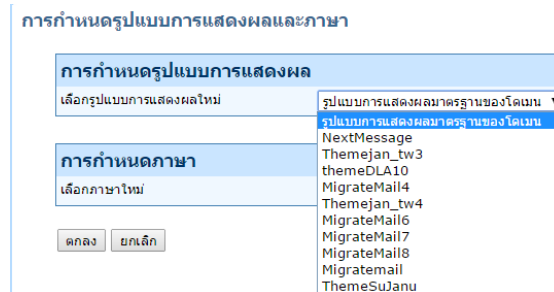 การกำหนดรูปแบบการแสดงผลและภาษา
การกำหนดรูปแบบการแสดงผล
เลือกรูปแบบการแสดงผลใหม่
รูปแบบการแสดงผลมาตรฐานของโดเมน
รูปแบบการแสดงผลมาตรฐานของโดเมน
NextMessage
Themejan_tw3
themeDLA10
MigrateMail4
Themejan_tw4
MigrateMail6
MigrateMail7
MigrateMail8
Migratemail
ThemeSuJanu
การกำหนดภาษา
เลือกภาษาใหม่
ตกลง ยกเลิก